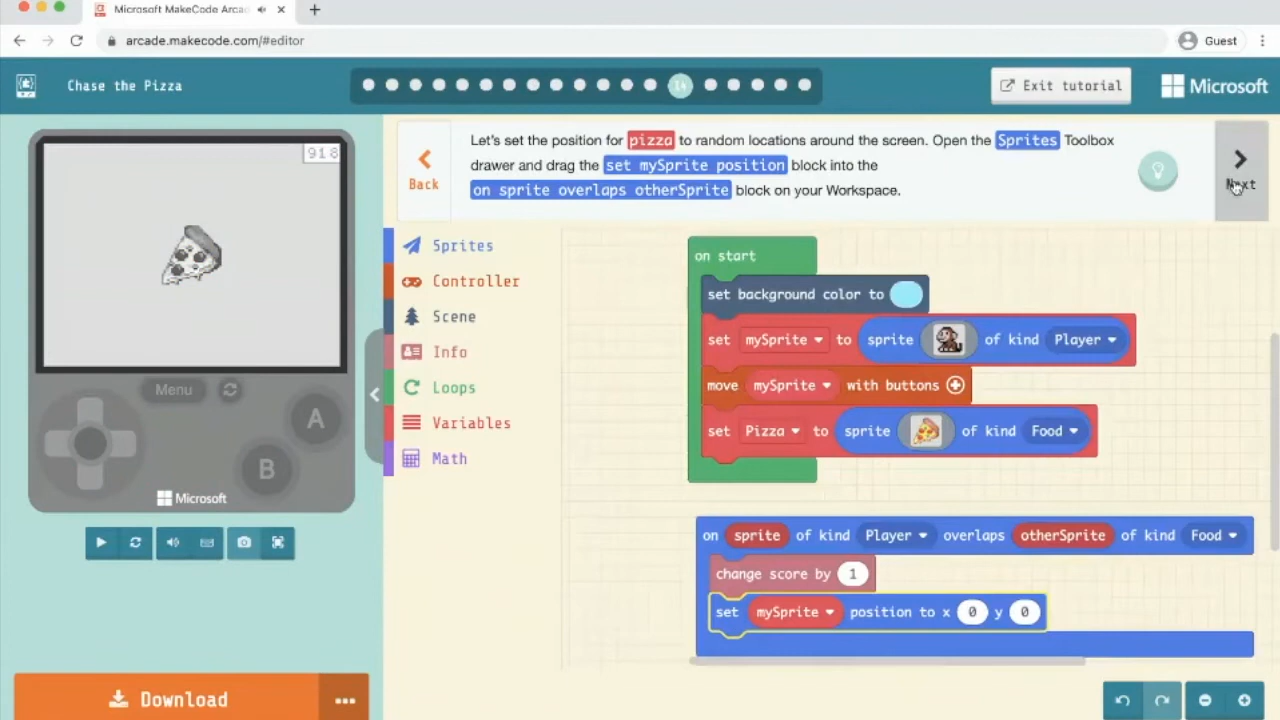 Microsoft MakeCode Arcad
arcade.makecode.com/#editor
Guest
Chase the Pizza
14
Exit tutorial
Microsoft
918
Back
Let's set the position for pizza to random locations around the screen. Open the Sprites Toolbox
drawer and drag the set mySprite position block into the
on sprite overlaps otherSprite block on your Workspace.
Next
Menu
A
B
Microsoft
Download
Sprites
Controller
Scene
Info
Loops
Variables
Math
on start
set background color to
set mySprite to sprite of kind Player
move mySprite with buttons
set Pizza to sprite of kind Food
on sprite of kind Player overlaps otherSprite of kind Food
change score by 1
set mySprite position to x 0 y 0